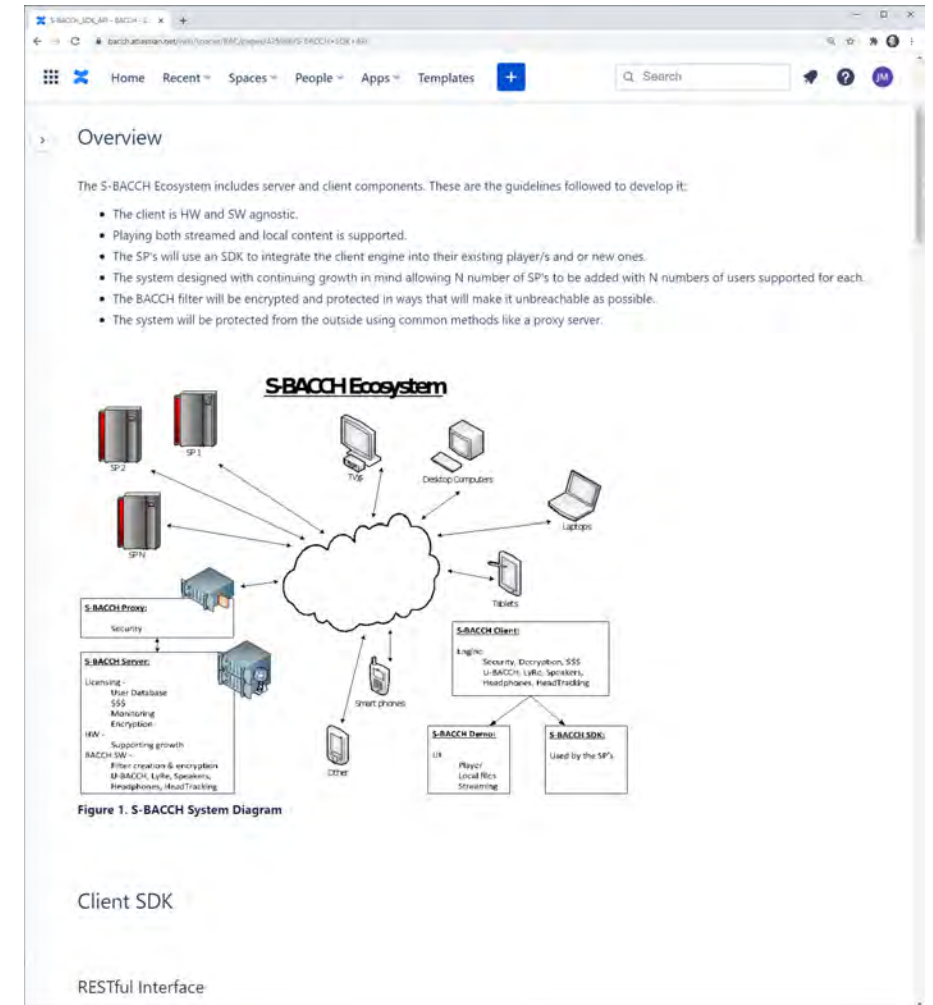 S-BACCH_SDK_API - BACCH - C
Home Recent Spaces People Apps Templates + Search JM
Overview
The S-BACCH Ecosystem includes server and client components. These are the guidelines followed to develop it:
• The client is HW and SW agnostic.
• Playing both streamed and local content is supported.
• The SP's will use an SDK to integrate the client engine into their existing player/s and or new ones.
• The system designed with continuing growth in mind allowing N number of SP's to be added with N numbers of users supported for each.
• The BACCH filter will be encrypted and protected in ways that will make it unbreachable as possible.
• The system will be protected from the outside using common methods like a proxy server.
S-BACCH Ecosystem
SP 1
SP 2
TVs
Desktop Computers
Laptops
SP N
Tablets
S-BACCH Proxy:
Security
S-BACCH Server:
Licensing -
User Database
$$$
Monitoring
Encryption
HW -
Supporting growth
BACCH SW -
Filter creation & encryption
U-BACCH, LyRe, Speakers,
Headphones, HeadTracking
Smart phones
Other
S-BACCH Client:
Engine
Security, Decryption, $$$
U-BACCH, LyRe, Speakers,
Headphones, HeadTracking
S-BACCH Demo:
UI
Player
Local files
Streaming
S-BACCH SDK:
Used by the SP's
Figure 1. S-BACCH System Diagram
Client SDK
RESTful Interface